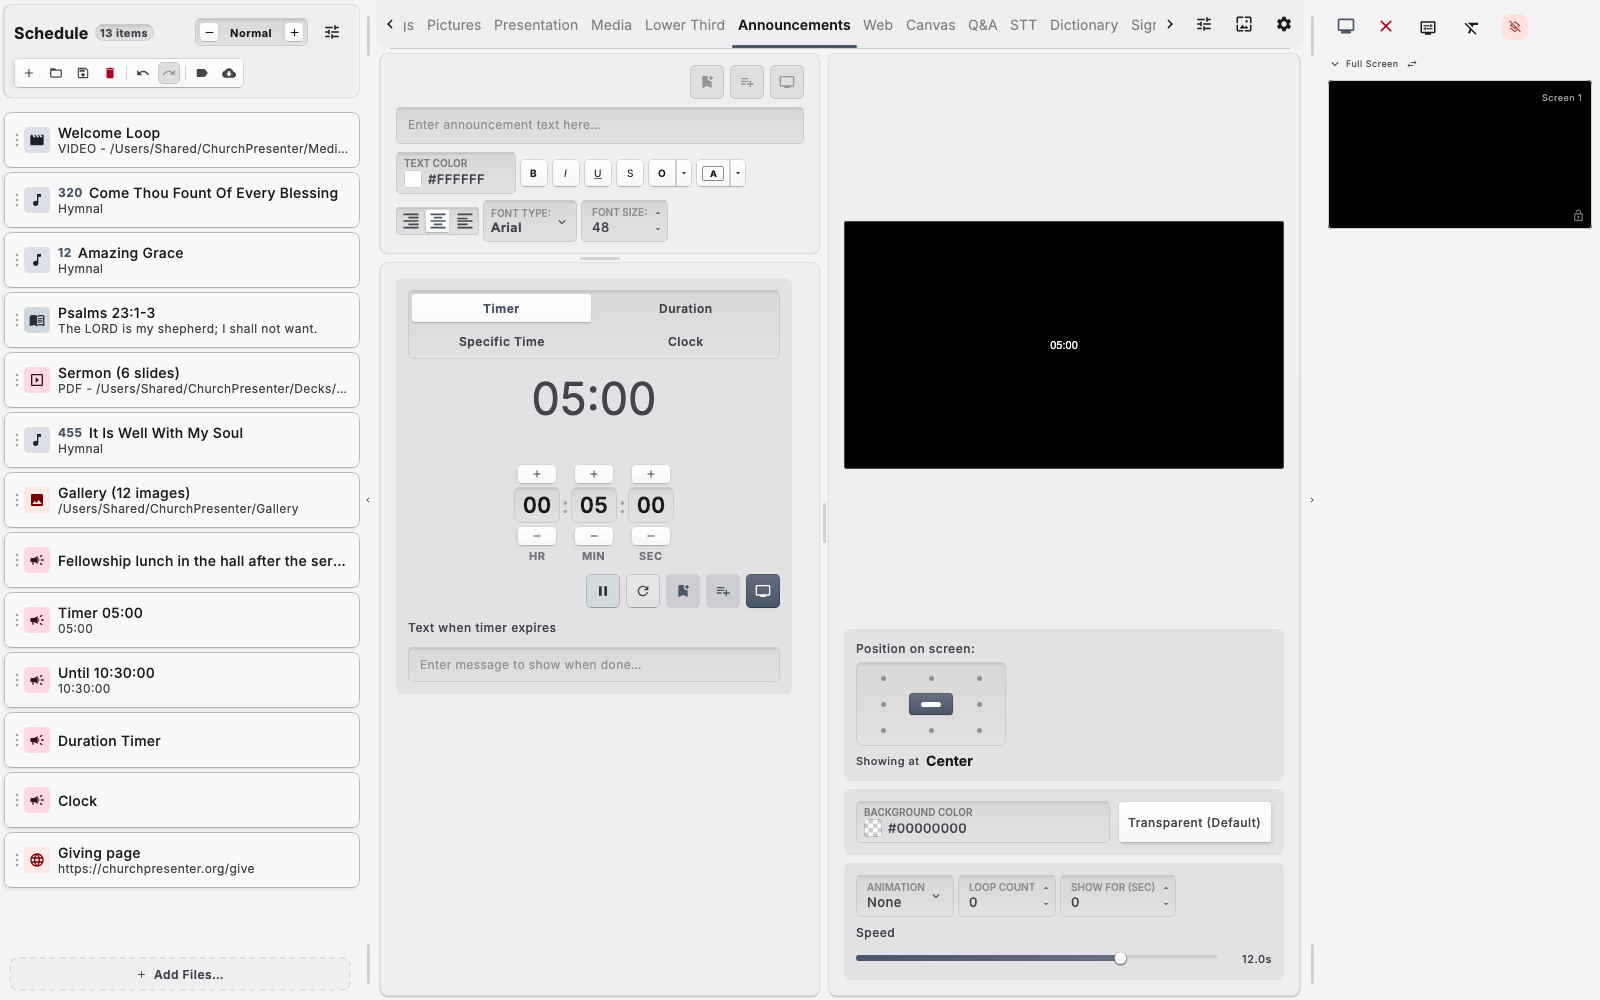 Schedule
13 items
Normal
Welcome Loop
VIDEO - /Users/Shared/ChurchPresenter/Medi...
320 Come Thou Fount Of Every Blessing
Hymnal
12 Amazing Grace
Hymnal
Psalms 23:1-3
The LORD is my shepherd; I shall not want.
Sermon (6 slides)
PDF - /Users/Shared/ChurchPresenter/Decks/...
455 It Is Well With My Soul
Hymnal
Gallery (12 images)
/Users/Shared/ChurchPresenter/Gallery
Fellowship lunch in the hall after the ser...
Timer 05:00
05:00
Until 10:30:00
10:30:00
Duration Timer
Clock
Giving page
https://churchpresenter.org/give
+ Add Files...
Pictures Presentation Media Lower Third Announcements Web Canvas Q&A STT Dictionary
Enter announcement text here...
TEXT COLOR
#FFFFFF
B I U S O A
FONT TYPE:
Arial
FONT SIZE:
48
Timer
Duration
Specific Time
Clock
05:00
00 : 05 : 00
HR MIN SEC
Text when timer expires
Enter message to show when done...
05:00
Position on screen:
Showing at Center
BACKGROUND COLOR
#00000000
Transparent (Default)
ANIMATION
None
LOOP COUNT
0
SHOW FOR (SEC)
0
Speed
12.0s
Full Screen
Screen 1